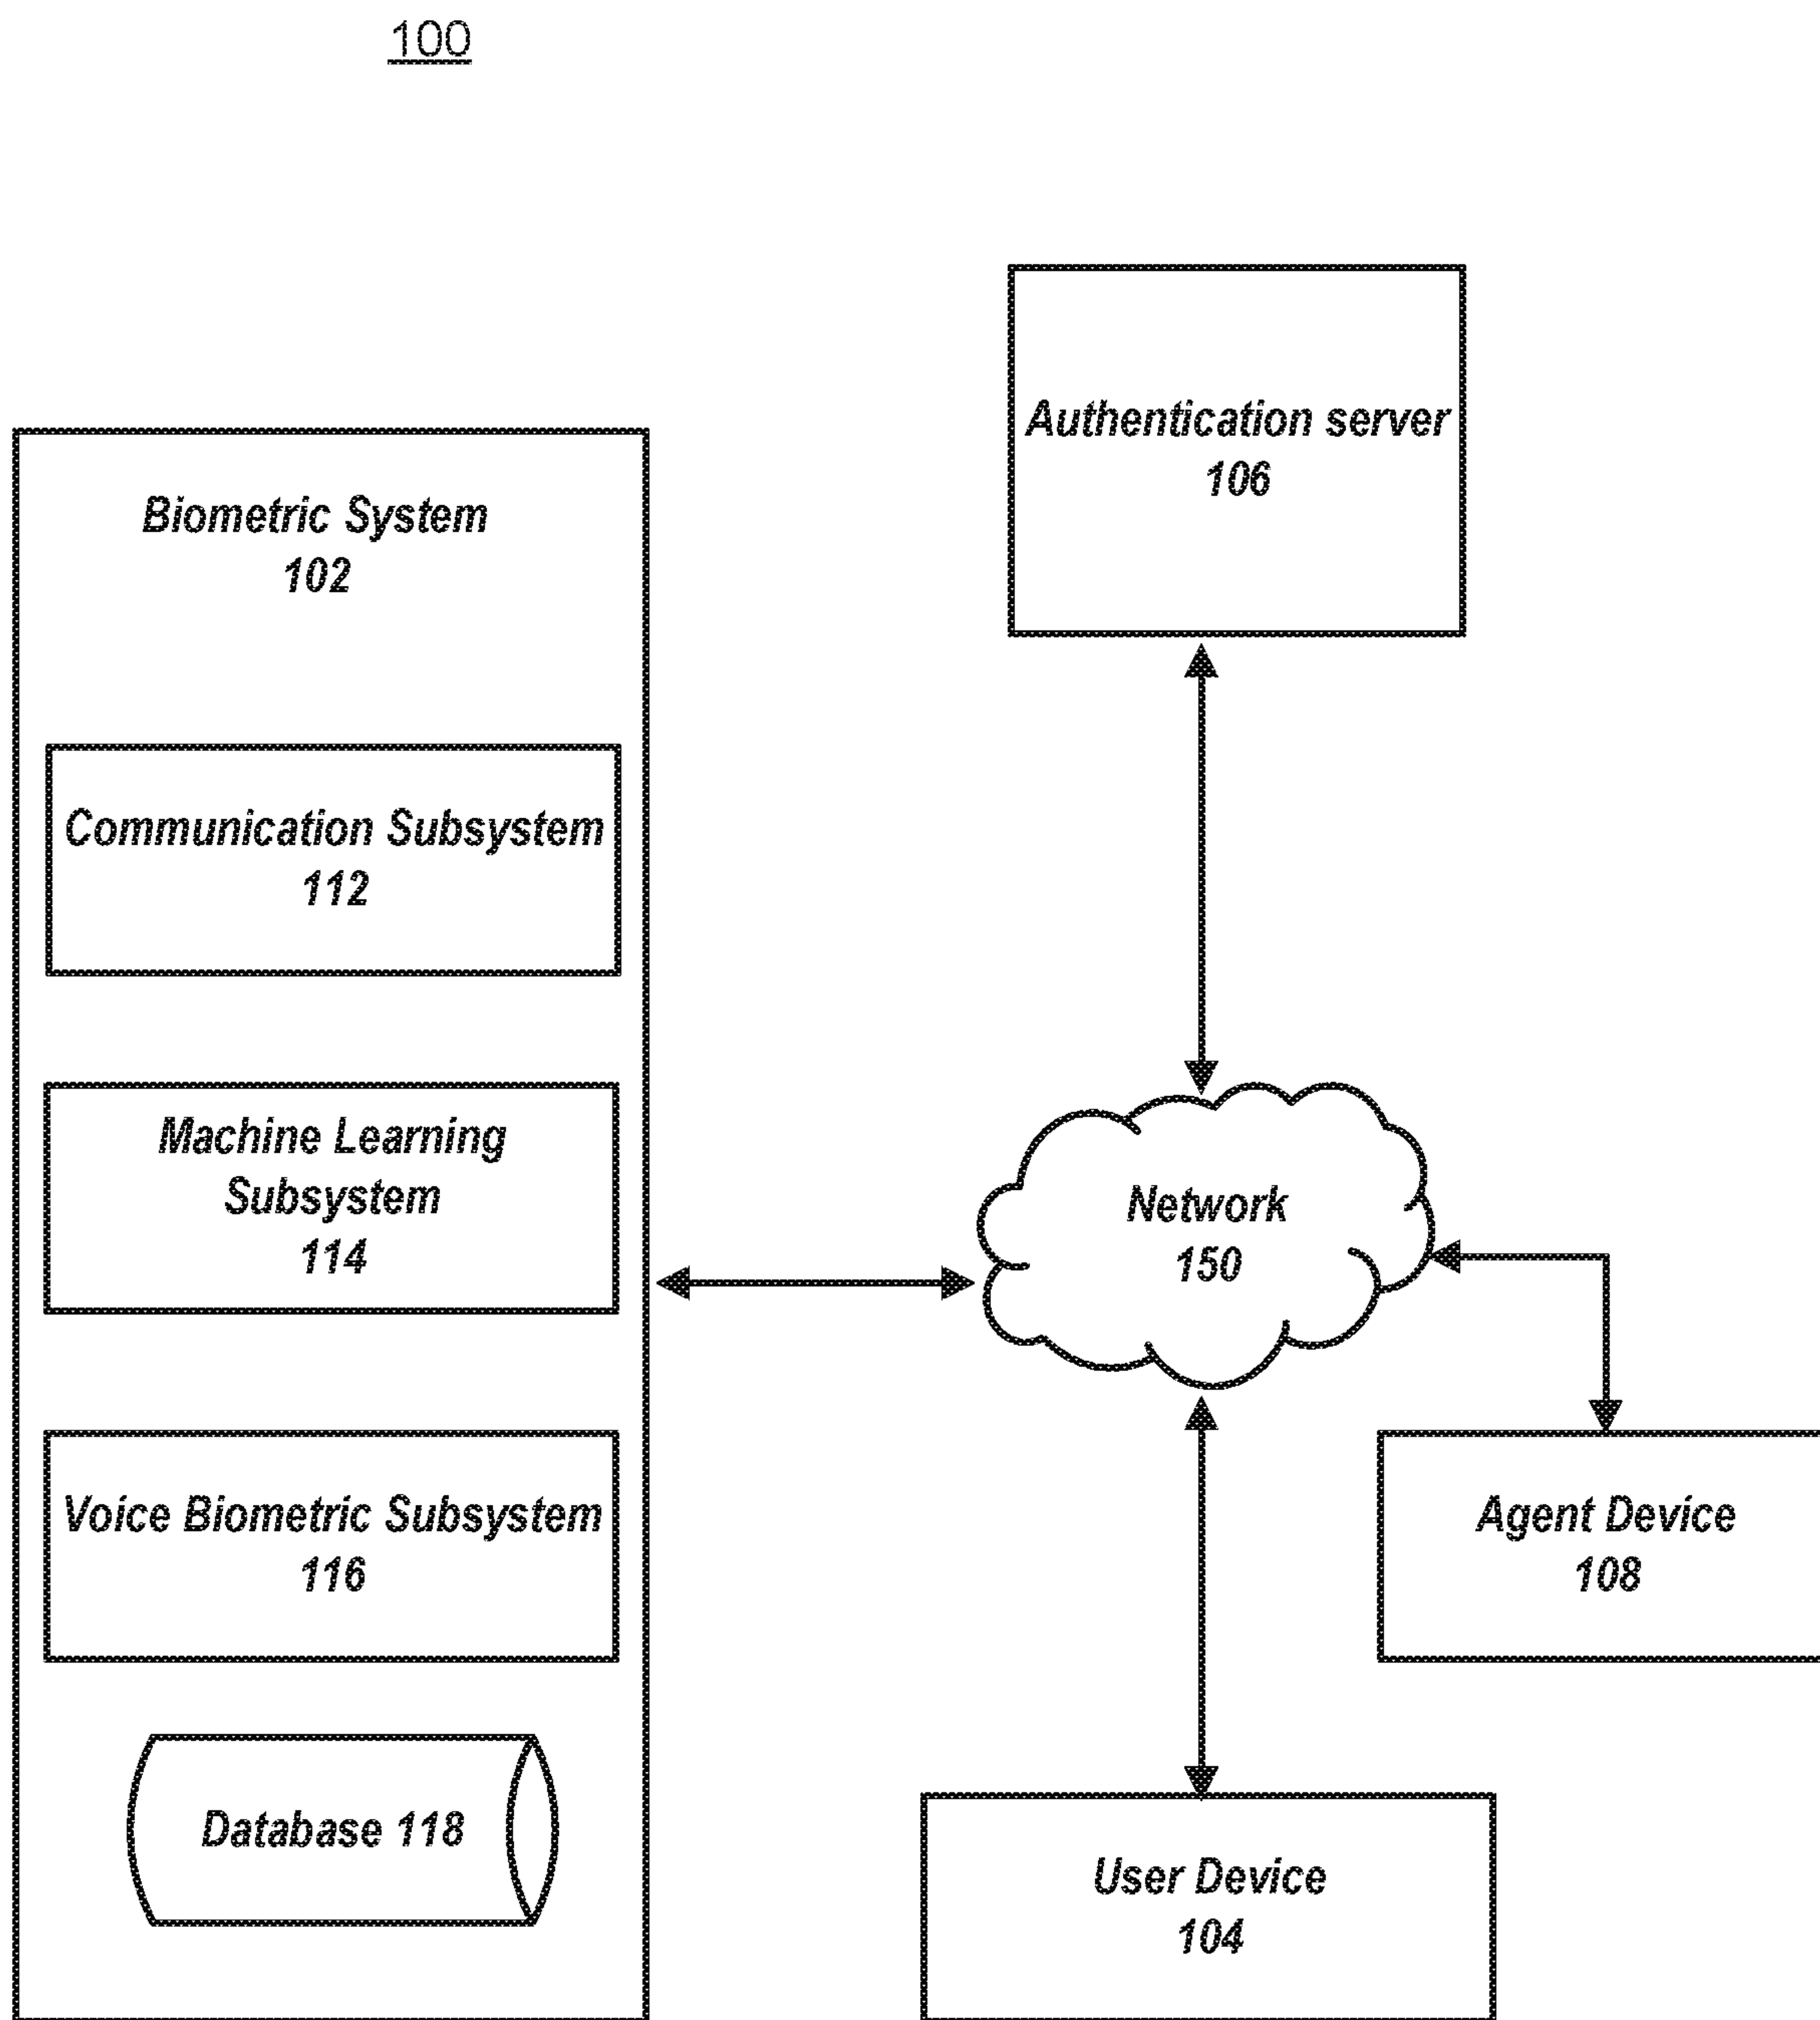 100
Authentication server
106
Biometric System
102
Communication Subsystem
112
Machine Learning
Subsystem
114
Network
150
Voice Biometric Subsystem
116
Agent Device
108
Database 118
User Device
104